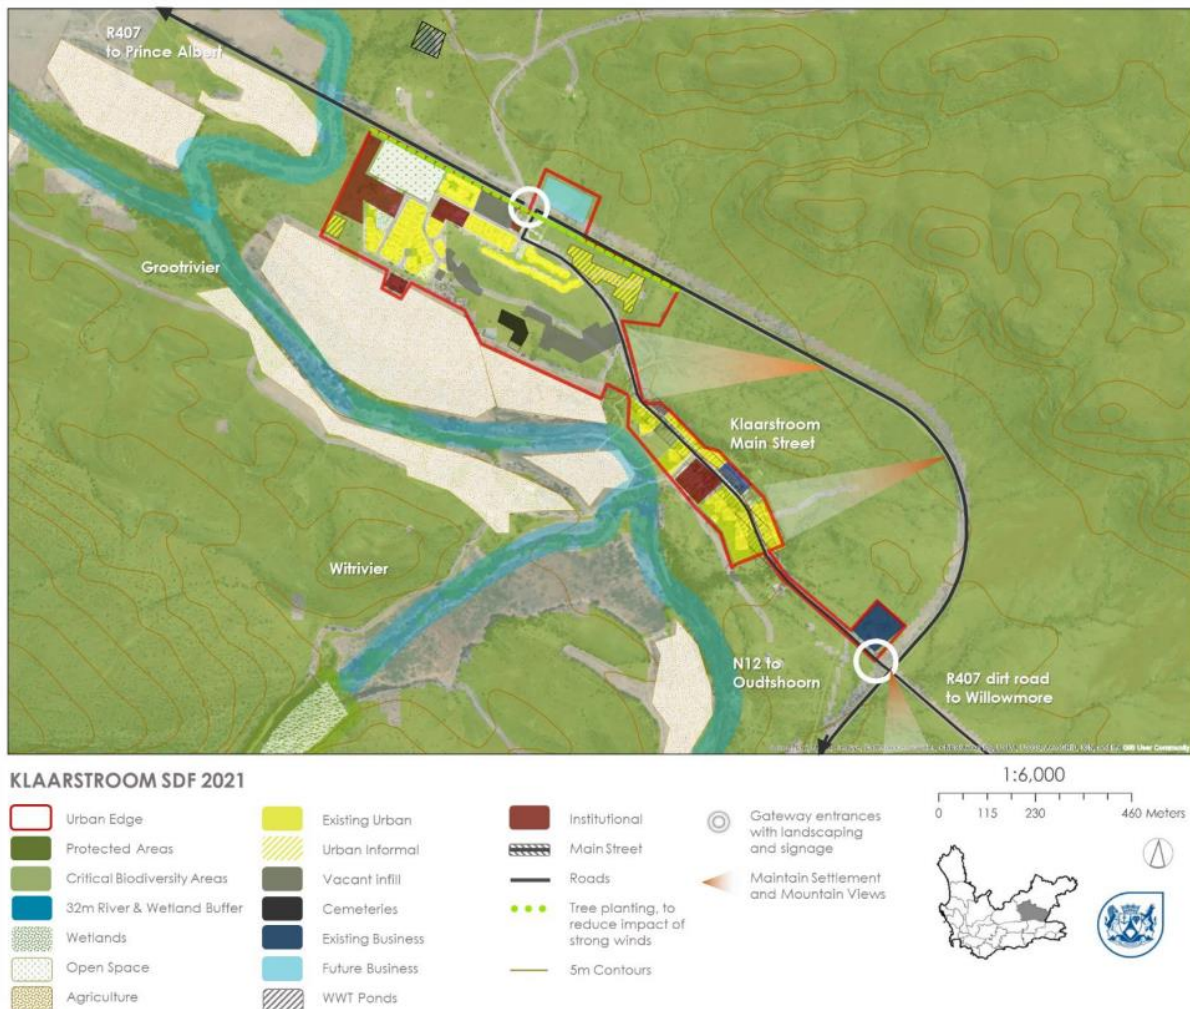 R407
to Prince Albert
Grootrivier
Klaarstroom
Main Street
Witrivier
N12 to
Oudtshoorn
R407 dirt road
to Willowmore
GIS User Community
KLAARSTROOM SDF 2021
Urban Edge
Protected Areas
Critical Biodiversity Areas
32m River & Wetland Buffer
Wetlands
Open Space
Agriculture
Existing Urban
Urban Informal
Vacant Infill
Cemeteries
Existing Business
Future Business
WWT Ponds
Institutional
Main Street
Roads
Tree planting, to
reduce impact of
strong winds
5m Contours
Gateway entrances
with landscaping
and signage
Maintain Settlement
and Mountain Views
1:6,000
0 115 230 460 Meters